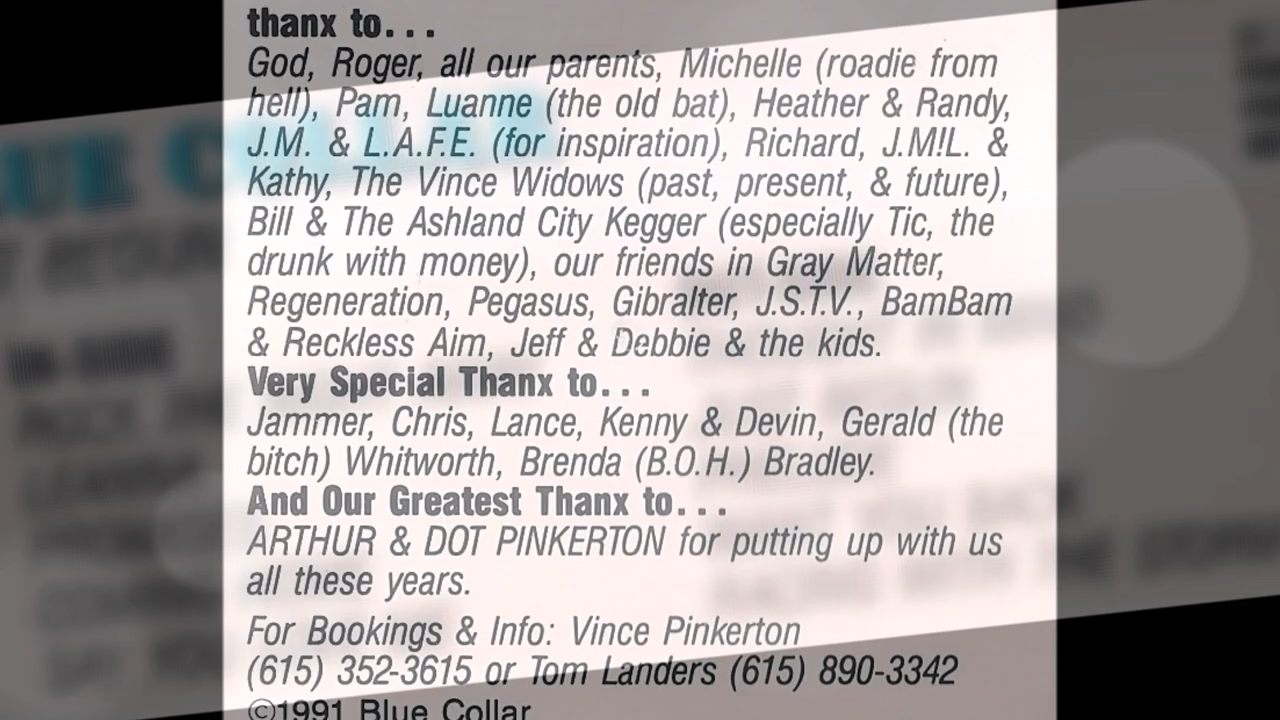 thanx to...
God, Roger, all our parents, Michelle (roadie from
hell), Pam, Luanne (the old bat), Heather & Randy,
J.M. & L.A.F.E. (for inspiration), Richard, J.M!L. &
Kathy, The Vince Widows (past, present, & future),
Bill & The Ashland City Kegger (especially Tic, the
drunk with money), our friends in Gray Matter,
Regeneration, Pegasus, Gibralter, J.S.T.V., BamBam
& Reckless Aim, Jeff & Debbie & the kids.
Very Special Thanx to...
Jammer, Chris, Lance, Kenny & Devin, Gerald (the
bitch) Whitworth, Brenda (B.O.H.) Bradley.
And Our Greatest Thanx to...
ARTHUR & DOT PINKERTON for putting up with us
all these years.
For Bookings & Info: Vince Pinkerton
(615) 352-3615 or Tom Landers (615) 890-3342
©1991 Blue Collar